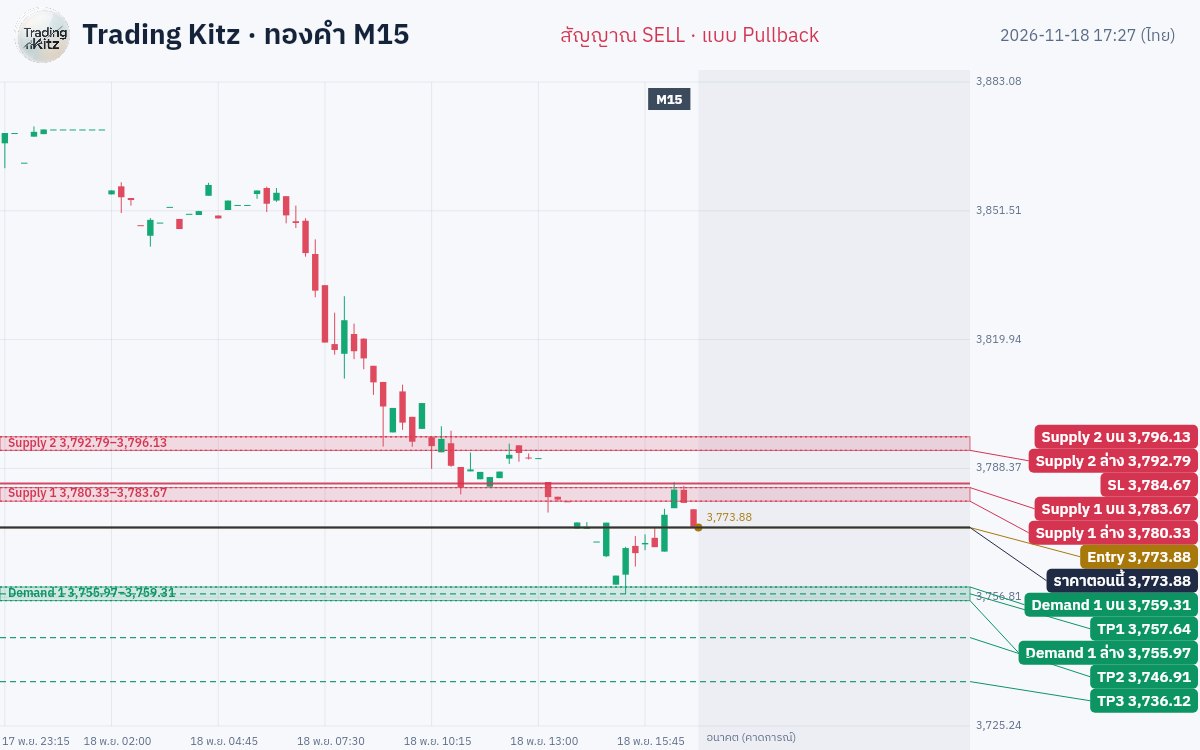 Trading Kitz
Trading Kitz · ทองคำ M15
สัญญาณ SELL · แบบ Pullback
2026-11-18 17:27 (ไทย)
M15
3,883.08
3,851.51
3,819.94
3,788.37
3,756.81
3,725.24
Supply 2 3,792.79–3,796.13
Supply 1 3,780.33–3,783.67
3,773.88
Demand 1 3,755.97–3,759.31
Supply 2 บน 3,796.13
Supply 2 ล่าง 3,792.79
SL 3,784.67
Supply 1 บน 3,783.67
Supply 1 ล่าง 3,780.33
Entry 3,773.88
ราคาตอนนี้ 3,773.88
Demand 1 บน 3,759.31
TP1 3,757.64
Demand 1 ล่าง 3,755.97
TP2 3,746.91
TP3 3,736.12
17 พ.ย. 23:15
18 พ.ย. 02:00
18 พ.ย. 04:45
18 พ.ย. 07:30
18 พ.ย. 10:15
18 พ.ย. 13:00
18 พ.ย. 15:45
อนาคต (คาดการณ์)